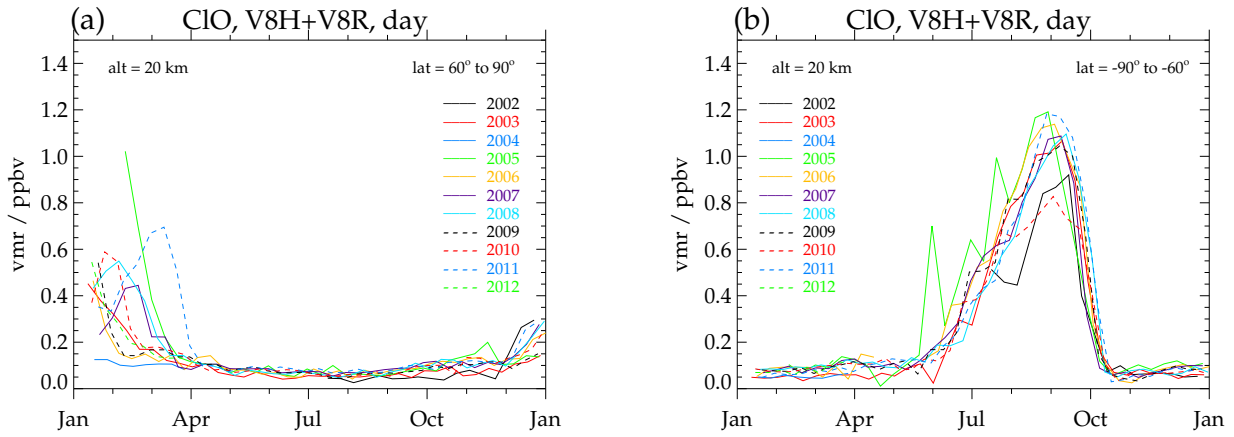 (a)
ClO, V8H+V8R, day
alt = 20 km
lat = 60° to 90°
vmr / ppbv
1.4
1.2
1.0
0.8
0.6
0.4
0.2
0.0
2002
2003
2004
2005
2006
2007
2008
2009
2010
2011
2012
Jan
Apr
Jul
Oct
Jan
(b)
ClO, V8H+V8R, day
alt = 20 km
lat = -90° to -60°
vmr / ppbv
1.4
1.2
1.0
0.8
0.6
0.4
0.2
0.0
2002
2003
2004
2005
2006
2007
2008
2009
2010
2011
2012
Jan
Apr
Jul
Oct
Jan